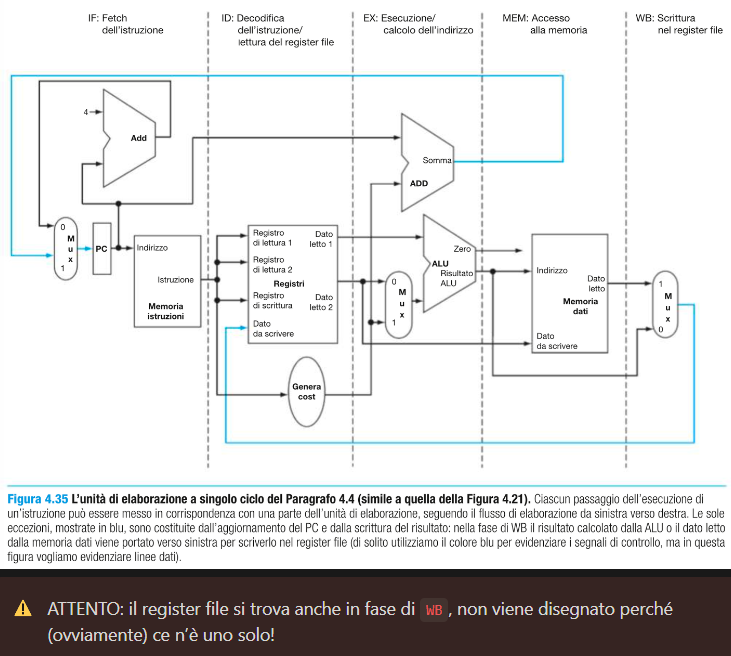 IF: Fetch
dell'istruzione
ID: Decodifica
dell'istruzione/
lettura del register file
EX: Esecuzione/
calcolo dell'indirizzo
MEM: Accesso
alla memoria
WB: Scrittura
nel register file
4
Add
Somma
ADD
0
M
u
x
1
PC
Indirizzo
Istruzione
Memoria
istruzioni
Registro
di lettura 1
Registro
di lettura 2
Registri
Registro
di scrittura
Dato
da scrivere
Dato
letto 1
Dato
letto 2
Genera
cost
0
M
u
x
1
Zero
ALU
Risultato
ALU
Indirizzo
Dato
letto
Memoria
dati
Dato
da scrivere
1
M
u
x
0
Figura 4.35 L'unità di elaborazione a singolo ciclo del Paragrafo 4.4 (simile a quella della Figura 4.21). Ciascun passaggio dell'esecuzione di
un'istruzione può essere messo in corrispondenza con una parte dell'unità di elaborazione, seguendo il flusso di elaborazione da sinistra verso destra. Le sole
eccezioni, mostrate in blu, sono costituite dall'aggiornamento del PC e dalla scrittura del risultato: nella fase di WB il risultato calcolato dalla ALU o il dato letto
dalla memoria dati viene portato verso sinistra per scriverlo nel register file (di solito utilizziamo il colore blu per evidenziare i segnali di controllo, ma in questa
figura vogliamo evidenziare linee dati).
ATTENTO: il register file si trova anche in fase di WB, non viene disegnato perché
(ovviamente) ce n'è uno solo!